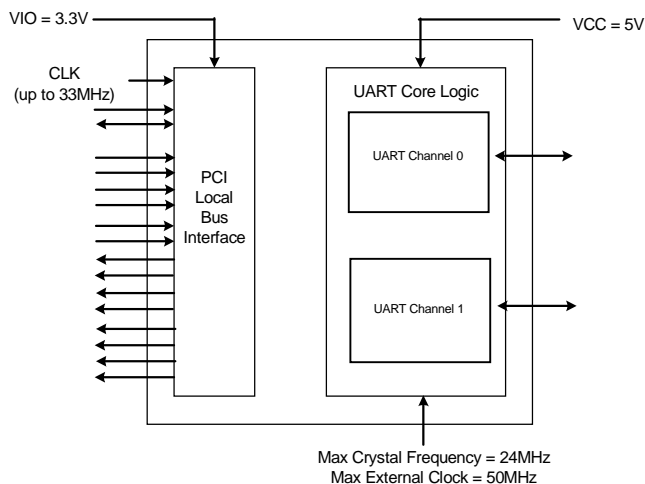 VIO = 3.3V
VCC = 5V
CLK
(up to 33MHz)
PCI
Local
Bus
Interface
UART Core Logic
UART Channel 0
UART Channel 1
Max Crystal Frequency = 24MHz
Max External Clock = 50MHz